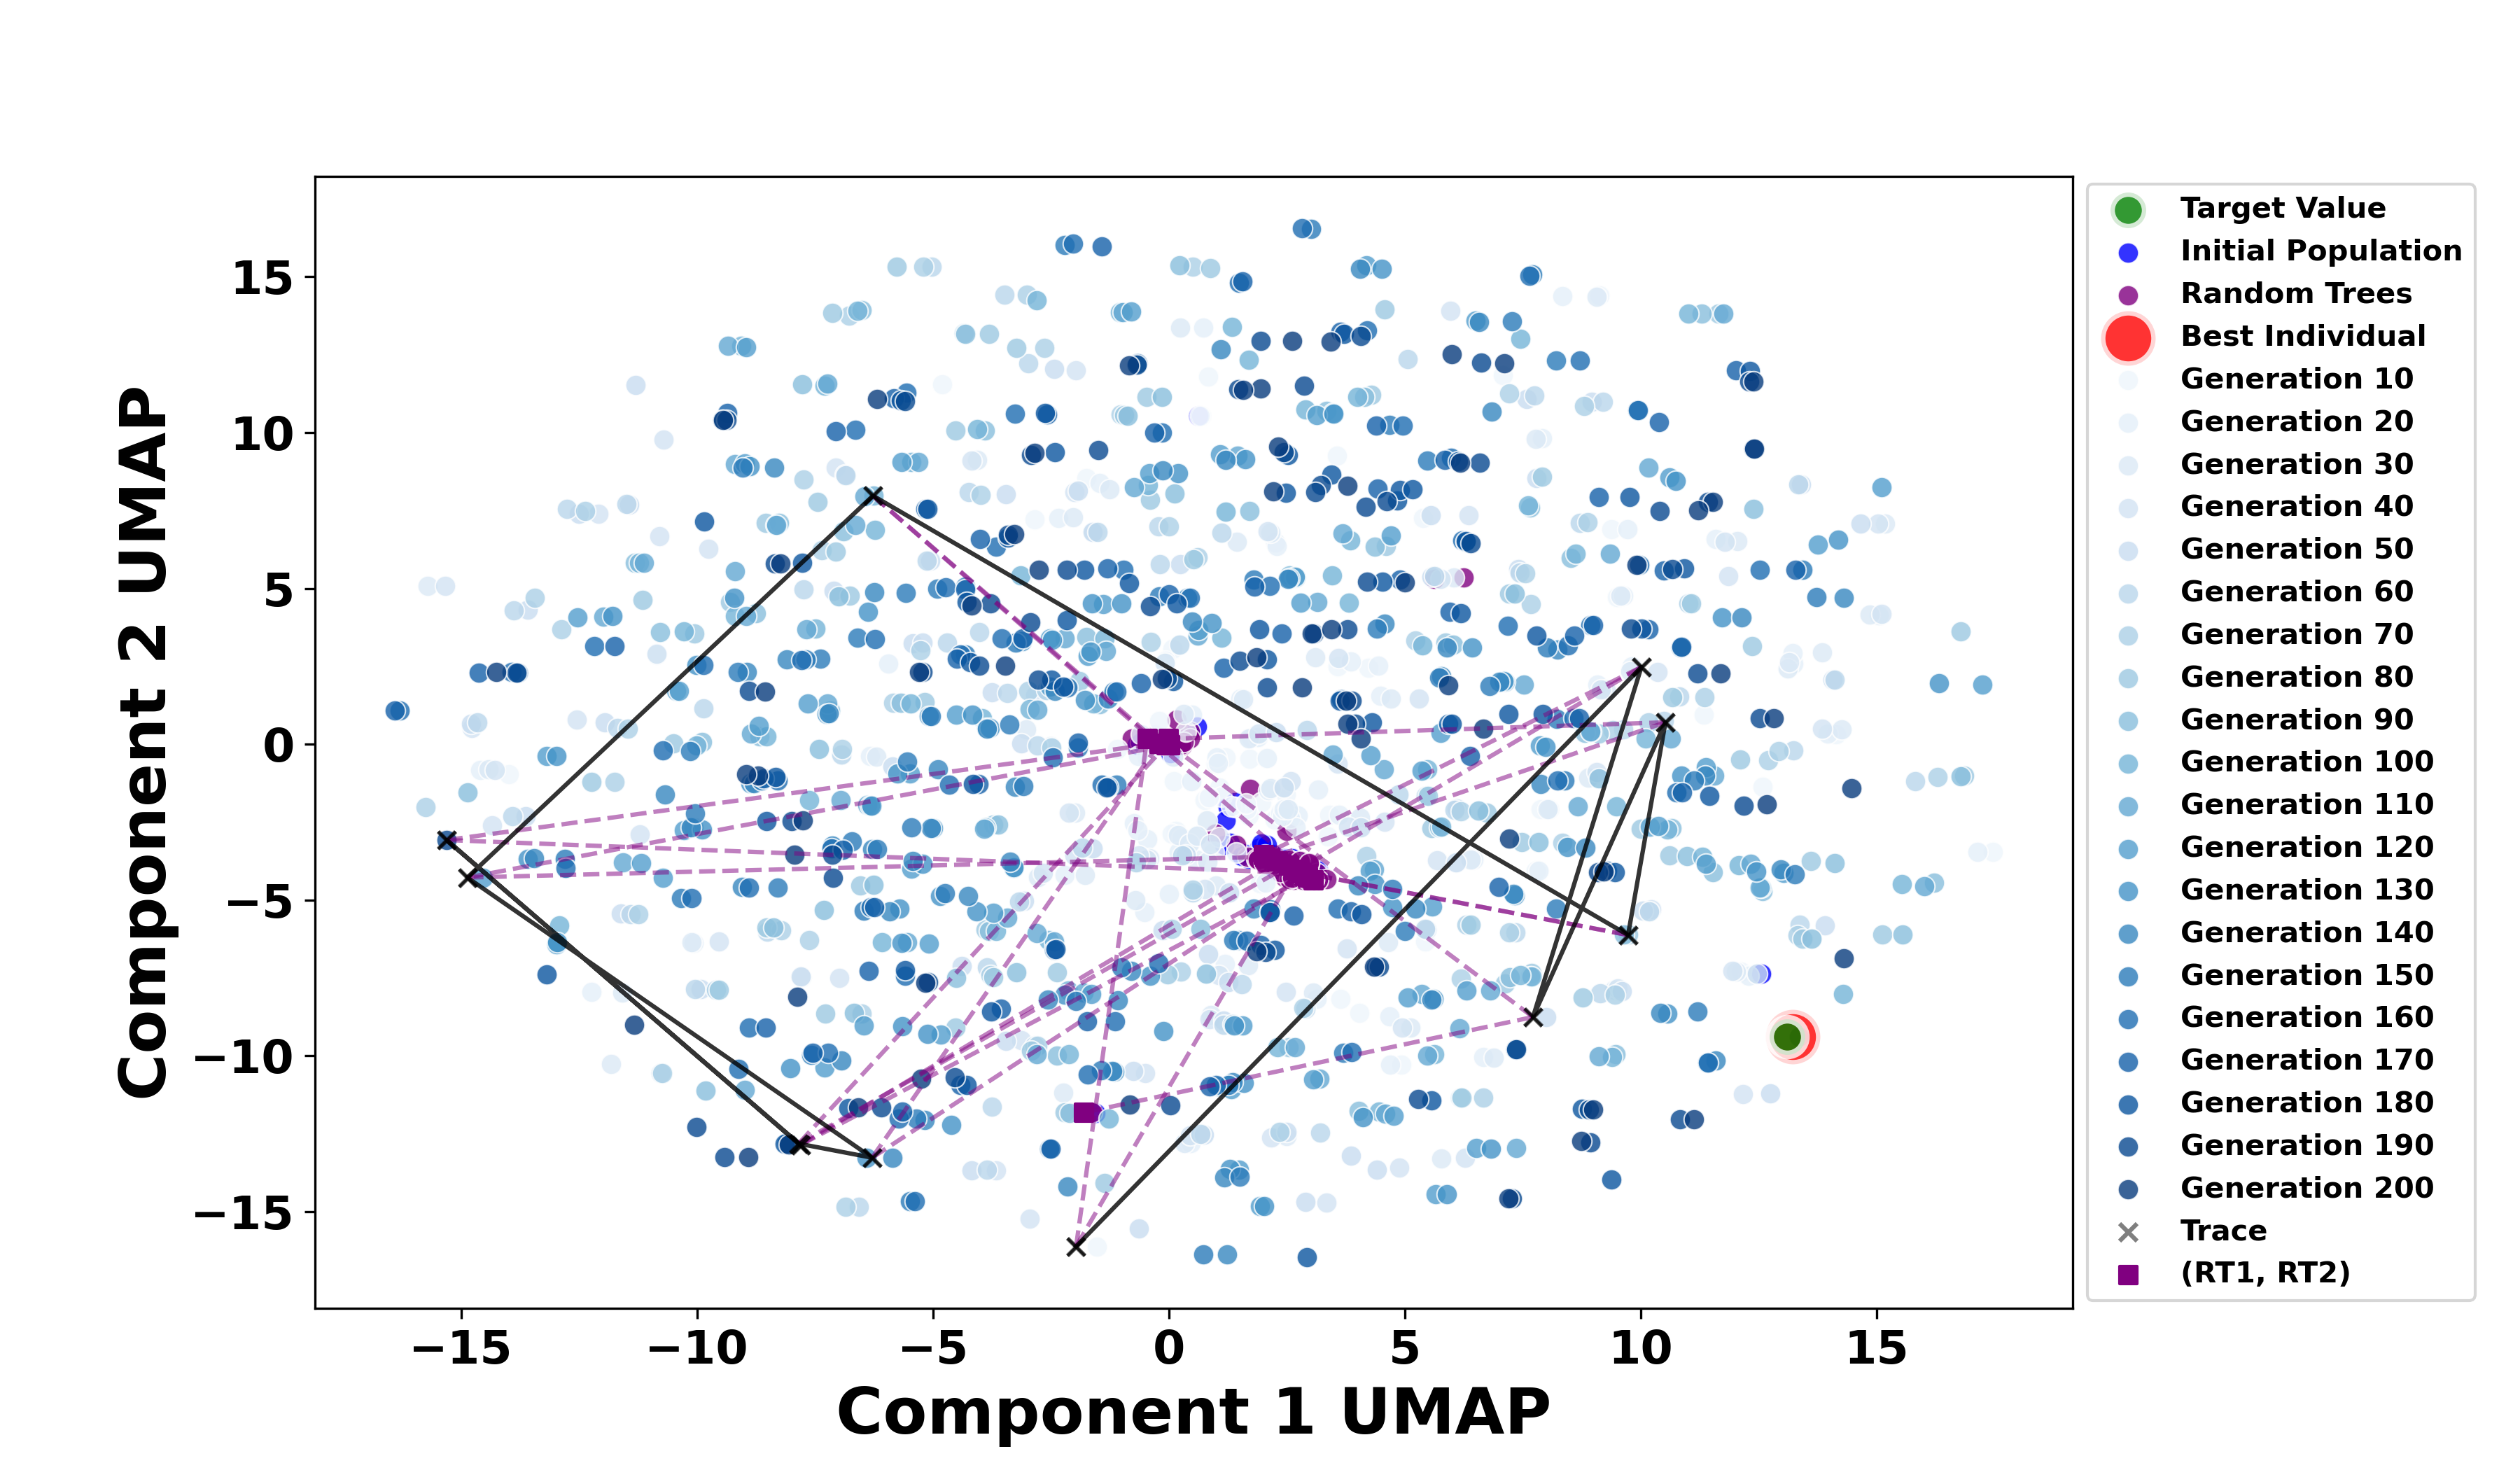 15
10
5
0
−5
−10
−15
−15
−10
−5
0
5
10
15
Component 1 UMAP
Component 2 UMAP
Target Value
Initial Population
Random Trees
Best Individual
Generation 10
Generation 20
Generation 30
Generation 40
Generation 50
Generation 60
Generation 70
Generation 80
Generation 90
Generation 100
Generation 110
Generation 120
Generation 130
Generation 140
Generation 150
Generation 160
Generation 170
Generation 180
Generation 190
Generation 200
Trace
(RT1, RT2)